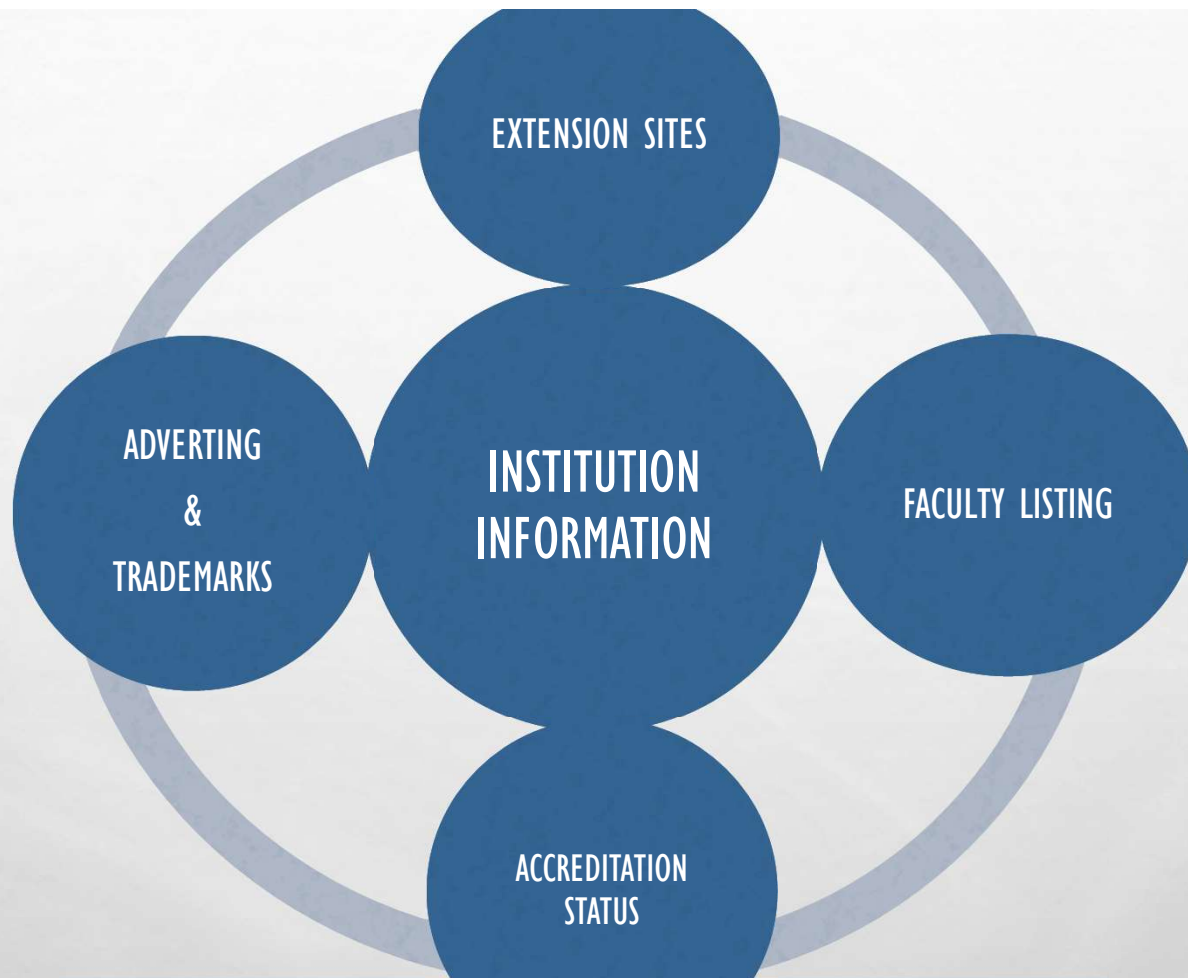 EXTENSION SITES
ADVERTING
&
TRADEMARKS
INSTITUTION
INFORMATION
FACULTY LISTING
ACCREDITATION
STATUS